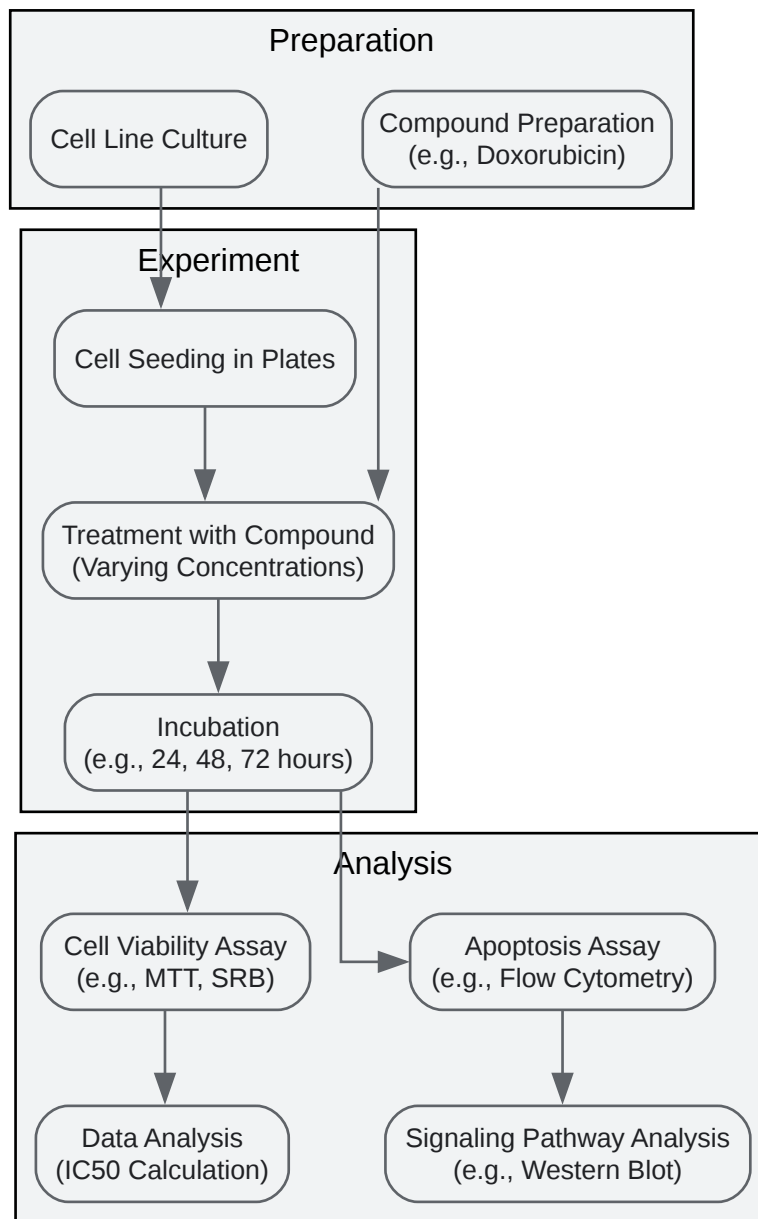 Preparation
Cell Line Culture
Compound Preparation
(e.g., Doxorubicin)
Experiment
Cell Seeding in Plates
Treatment with Compound
(Varying Concentrations)
Incubation
(e.g., 24, 48, 72 hours)
Analysis
Cell Viability Assay
(e.g., MTT, SRB)
Apoptosis Assay
(e.g., Flow Cytometry)
Data Analysis
(IC50 Calculation)
Signaling Pathway Analysis
(e.g., Western Blot)